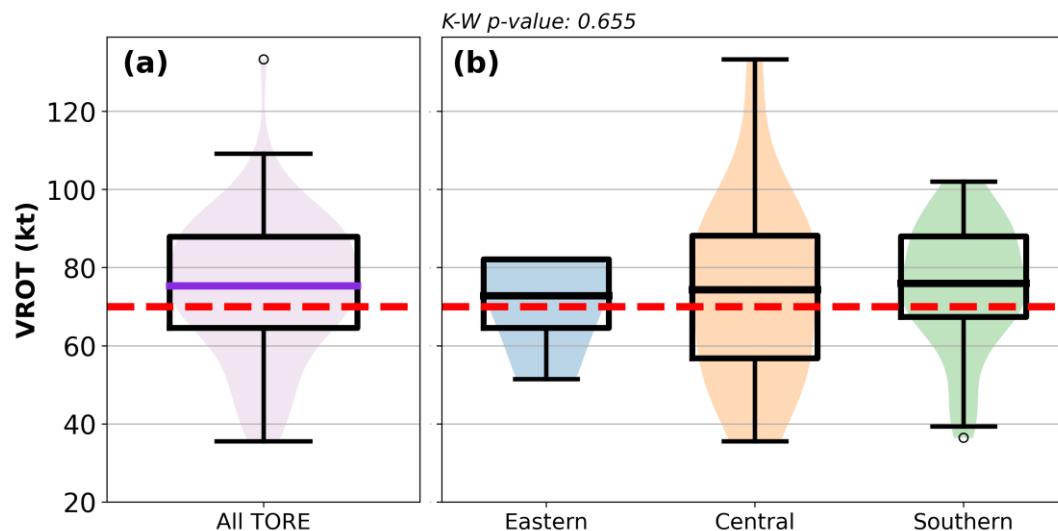 K-W p-value: 0.655
(a)
(b)
VROT (kt)
120
100
80
60
40
20
All TORE
Eastern
Central
Southern